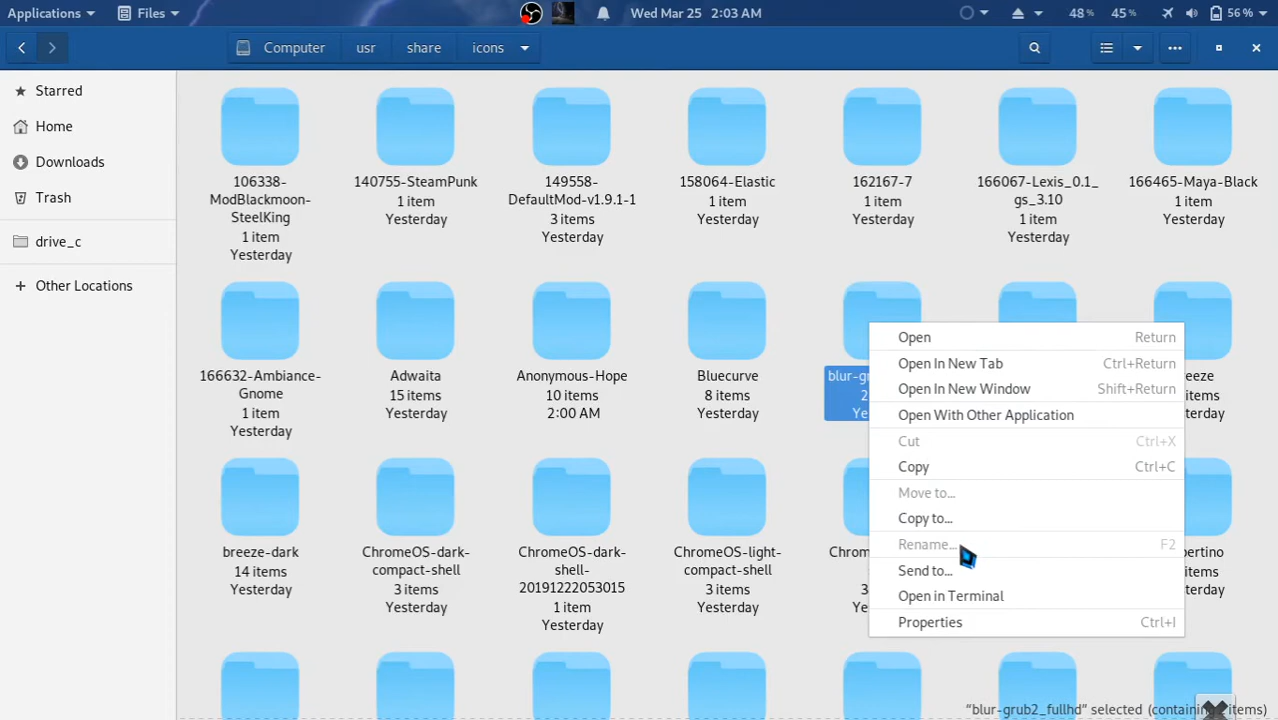 Applications Files Wed Mar 25 2:03 AM 48% 45% 56%
Computer usr share icons
Starred
Home
Downloads
Trash
drive_c
Other Locations
106338-
ModBlackmoon-
SteelKing
1 item
Yesterday
140755-SteamPunk
1 item
Yesterday
149558-
DefaultMod-v1.9.1-1
3 items
Yesterday
158064-Elastic
1 item
Yesterday
162167-7
1 item
Yesterday
166067-Lexis_0.1_
gs_3.10
1 item
Yesterday
166465-Maya-Black
1 item
Yesterday
166632-Ambiance-
Gnome
1 item
Yesterday
Adwaita
15 items
Yesterday
Anonymous-Hope
10 items
2:00 AM
Bluecurve
8 items
Yesterday
blur-g
2
Ye
eeze
items
sterday
breeze-dark
14 items
Yesterday
ChromeOS-dark-
compact-shell
3 items
Yesterday
ChromeOS-dark-
shell-
20191222053015
1 item
Yesterday
ChromeOS-light-
compact-shell
3 items
Yesterday
Chrom
3
Ye
pertino
items
sterday
Open Return
Open In New Tab Ctrl+Return
Open In New Window Shift+Return
Open With Other Application
Cut Ctrl+X
Copy Ctrl+C
Move to...
Copy to...
Rename... F2
Send to...
Open in Terminal
Properties Ctrl+I
"blur-grub2_fullhd" selected (containing items)